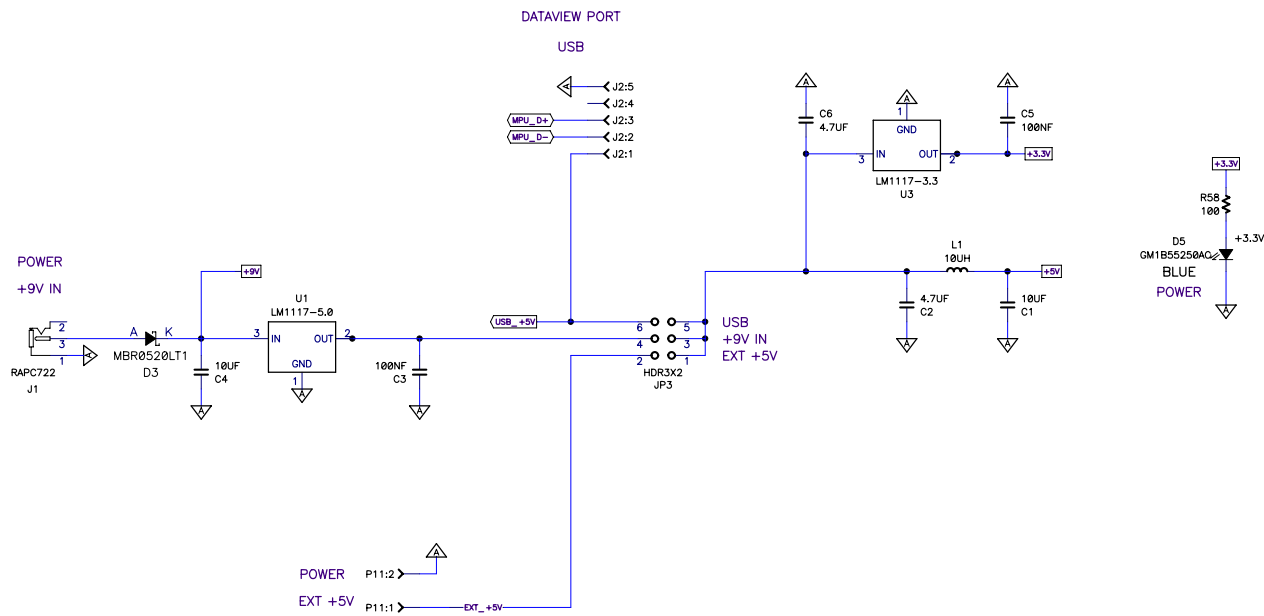 DATAVIEW PORT
USB
A
J2:5
J2:4
MPU_D+
J2:3
MPU_D-
J2:2
J2:1
A
C6
4.7UF
A
1
GND
3
IN
OUT
2
LM1117-3.3
U3
A
C5
100NF
+3.3V
+3.3V
R58
100
D5
+3.3V
GM1B55250AC
BLUE
POWER
A
POWER
+9V IN
2
3
1
A
RAPC722
J1
A
K
MBR0520LT1
D3
+9V
10UF
C4
A
U1
LM1117-5.0
3
IN
OUT
2
GND
1
A
100NF
C3
A
USB_+5V
6
5
USB
4
3
+9V IN
2
1
EXT +5V
HDR3X2
JP3
L1
10UH
+5V
4.7UF
C2
A
10UF
C1
A
A
POWER
P11:2
EXT +5V
P11:1
EXT_+5V